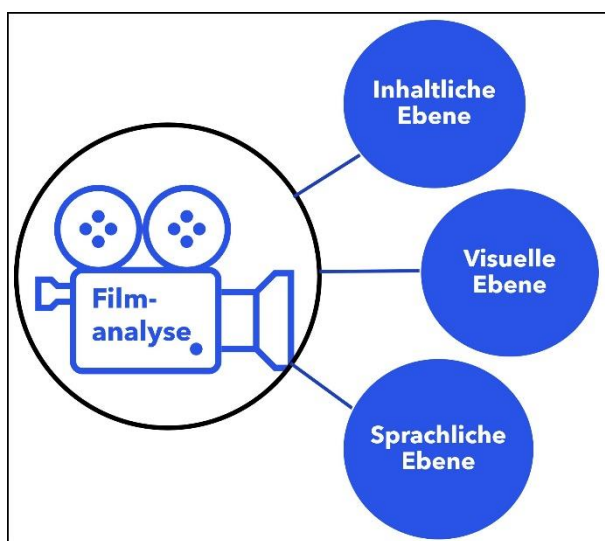 Inhaltliche
Ebene
Film-
analyse
Visuelle
Ebene
Sprachliche
Ebene